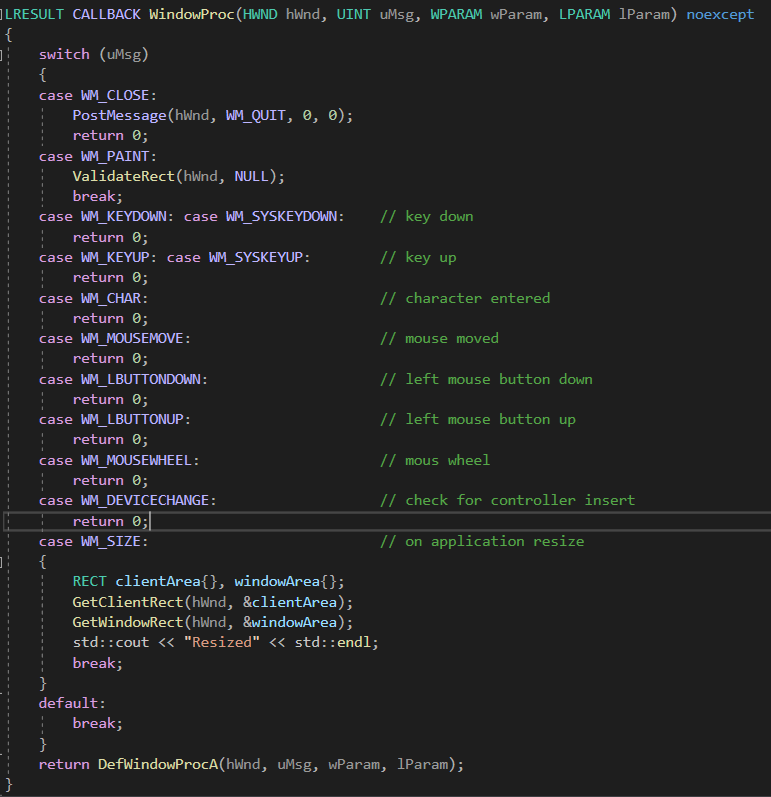 LRESULT CALLBACK WindowProc(HWND hWnd, UINT uMsg, WPARAM wParam, LPARAM lParam) noexcept
{
    switch (uMsg)
    {
    case WM_CLOSE:
        PostMessage(hWnd, WM_QUIT, 0, 0);
        return 0;
    case WM_PAINT:
        ValidateRect(hWnd, NULL);
        break;
    case WM_KEYDOWN: case WM_SYSKEYDOWN:    // key down
        return 0;
    case WM_KEYUP: case WM_SYSKEYUP:        // key up
        return 0;
    case WM_CHAR:                           // character entered
        return 0;
    case WM_MOUSEMOVE:                      // mouse moved
        return 0;
    case WM_LBUTTONDOWN:                    // left mouse button down
        return 0;
    case WM_LBUTTONUP:                      // left mouse button up
        return 0;
    case WM_MOUSEWHEEL:                     // mous wheel
        return 0;
    case WM_DEVICECHANGE:                   // check for controller insert
        return 0;
    case WM_SIZE:                           // on application resize
    {
        RECT clientArea{}, windowArea{};
        GetClientRect(hWnd, &clientArea);
        GetWindowRect(hWnd, &windowArea);
        std::cout << "Resized" << std::endl;
        break;
    }
    default:
        break;
    }
    return DefWindowProcA(hWnd, uMsg, wParam, lParam);
}